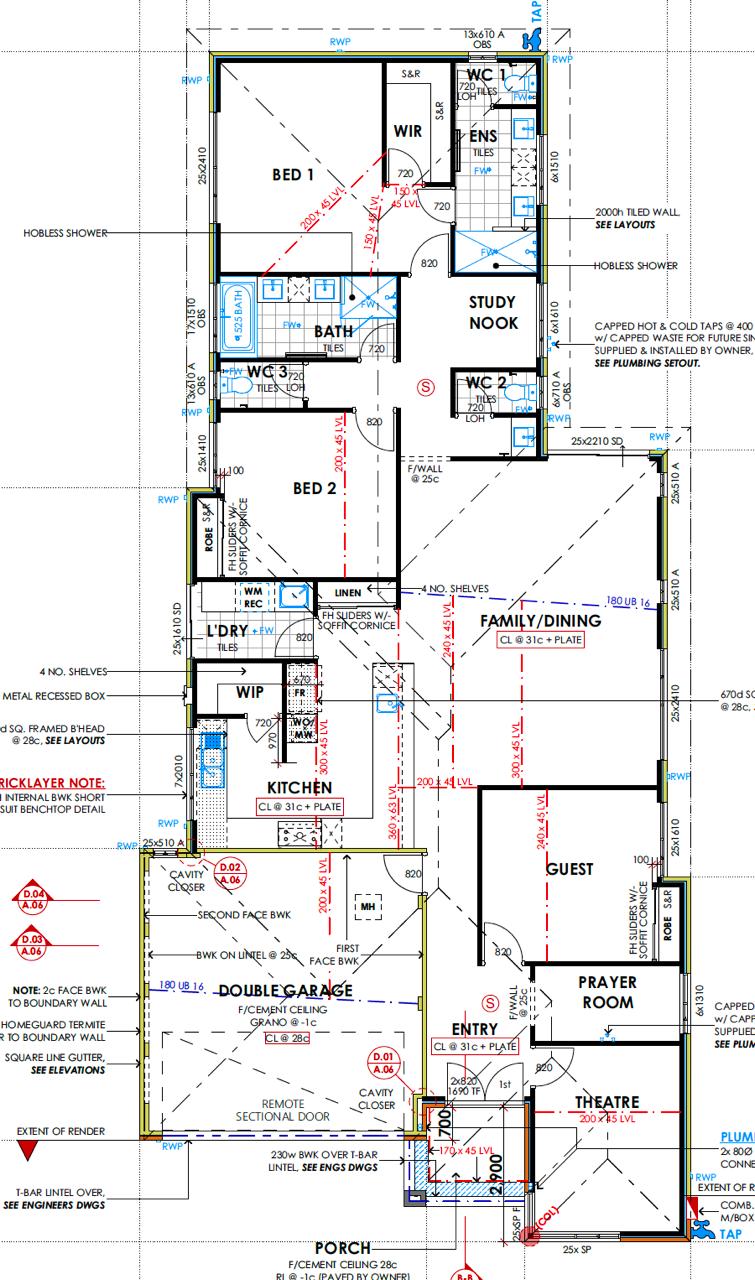 TAP
13x610 A
OBS
RWP
RWP
RWP
S&R
WC 1
720
LOH
TILES
FW
S&R
WIR
ENS
TILES
FW
25x2410
BED 1
6x1510
720
150 x
45 LVL
200 x 45 LVL
150 x 45 LVL
720
2000h TILED WALL,
SEE LAYOUTS
HOBLESS SHOWER
820
FW
HOBLESS SHOWER
17x1510
OBS
525 BATH
FW
FW
BATH
TILES
720
STUDY
NOOK
6x1610
CAPPED HOT & COLD TAPS @ 400
w/ CAPPED WASTE FOR FUTURE SIN
SUPPLIED & INSTALLED BY OWNER,
SEE PLUMBING SETOUT.
13x610 A
OBS
FW
WC 3
TILES
720
LOH
S
WC 2
TILES
720
LOH
FW
6x710 A
OBS
RWP
RWP
820
25x1410
200 x 45 LVL
25x2210 SD
RWP
100
F/WALL
@ 25c
BED 2
RWP
ROBE
S&R
FH SLIDERS W/-
SOFFIT CORNICE
25x510 A
25x510 A
WM
REC
LINEN
4 NO. SHELVES
FH SLIDERS W/-
SOFFIT CORNICE
180 UB 16
25x1610 SD
L'DRY
FW
TILES
820
FAMILY/DINING
CL @ 31c + PLATE
240 x 45 LVL
4 NO. SHELVES
METAL RECESSED BOX
WIP
670
FR
670d SQ
@ 28c,
25x2410
d SQ. FRAMED B'HEAD
@ 28c, SEE LAYOUTS
720
970
WO/
MW
300 x 45 LVL
300 x 45 LVL
RICKLAYER NOTE:
INTERNAL BWK SHORT
SUIT BENCHTOP DETAIL
7x2010
KITCHEN
CL @ 31c + PLATE
200 x 45 LVL
360 x 63 LVL
RWP
RWP
240 x 45 LVL
25x1610
RWP
25x510 A
CAVITY
CLOSER
D.02
A.06
820
GUEST
100
D.04
A.06
200 x 45 LVL
MH
SECOND FACE BWK
FH SLIDERS W/-
SOFFIT CORNICE
ROBE
S&R
D.03
A.06
BWK ON LINTEL @ 25c
FIRST
FACE BWK
820
NOTE: 2c FACE BWK
TO BOUNDARY WALL
180 UB 16
DOUBLE GARAGE
F/CEMENT CEILING
GRANO @ -1c
CL @ 28c
S
F/WALL
@ 25c
PRAYER
ROOM
6x1310
HOMEGUARD TERMITE
R TO BOUNDARY WALL
ENTRY
CL @ 31c + PLATE
CAPPED
w/ CAPP
SUPPLIED
SEE PLUM
SQUARE LINE GUTTER,
SEE ELEVATIONS
D.01
A.06
820
2x820
1690 TF
1st
CAVITY
CLOSER
REMOTE
SECTIONAL DOOR
THEATRE
200 x 45 LVL
EXTENT OF RENDER
RWP
700
PLUM
2x 80Ø
CONNE
230w BWK OVER T-BAR
LINTEL, SEE ENGS DWGS
170 x 45 LVL
2,900
RWP
EXTENT OF R
T-BAR LINTEL OVER,
SEE ENGINEERS DWGS
25xSP F
(COL)
COMB.
M/BOX
TAP
PORCH
F/CEMENT CEILING 28c
RL @ -1c (PAVED BY OWNER)
25x SP
B-B